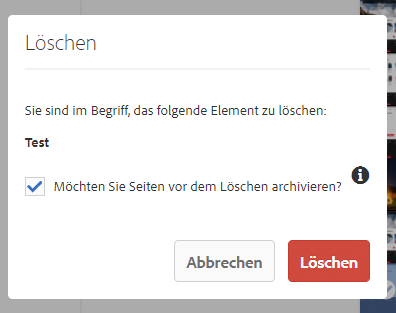 Löschen
Sie sind im Begriff, das folgende Element zu löschen:
Test
Möchten Sie Seiten vor dem Löschen archivieren?
Abbrechen
Löschen